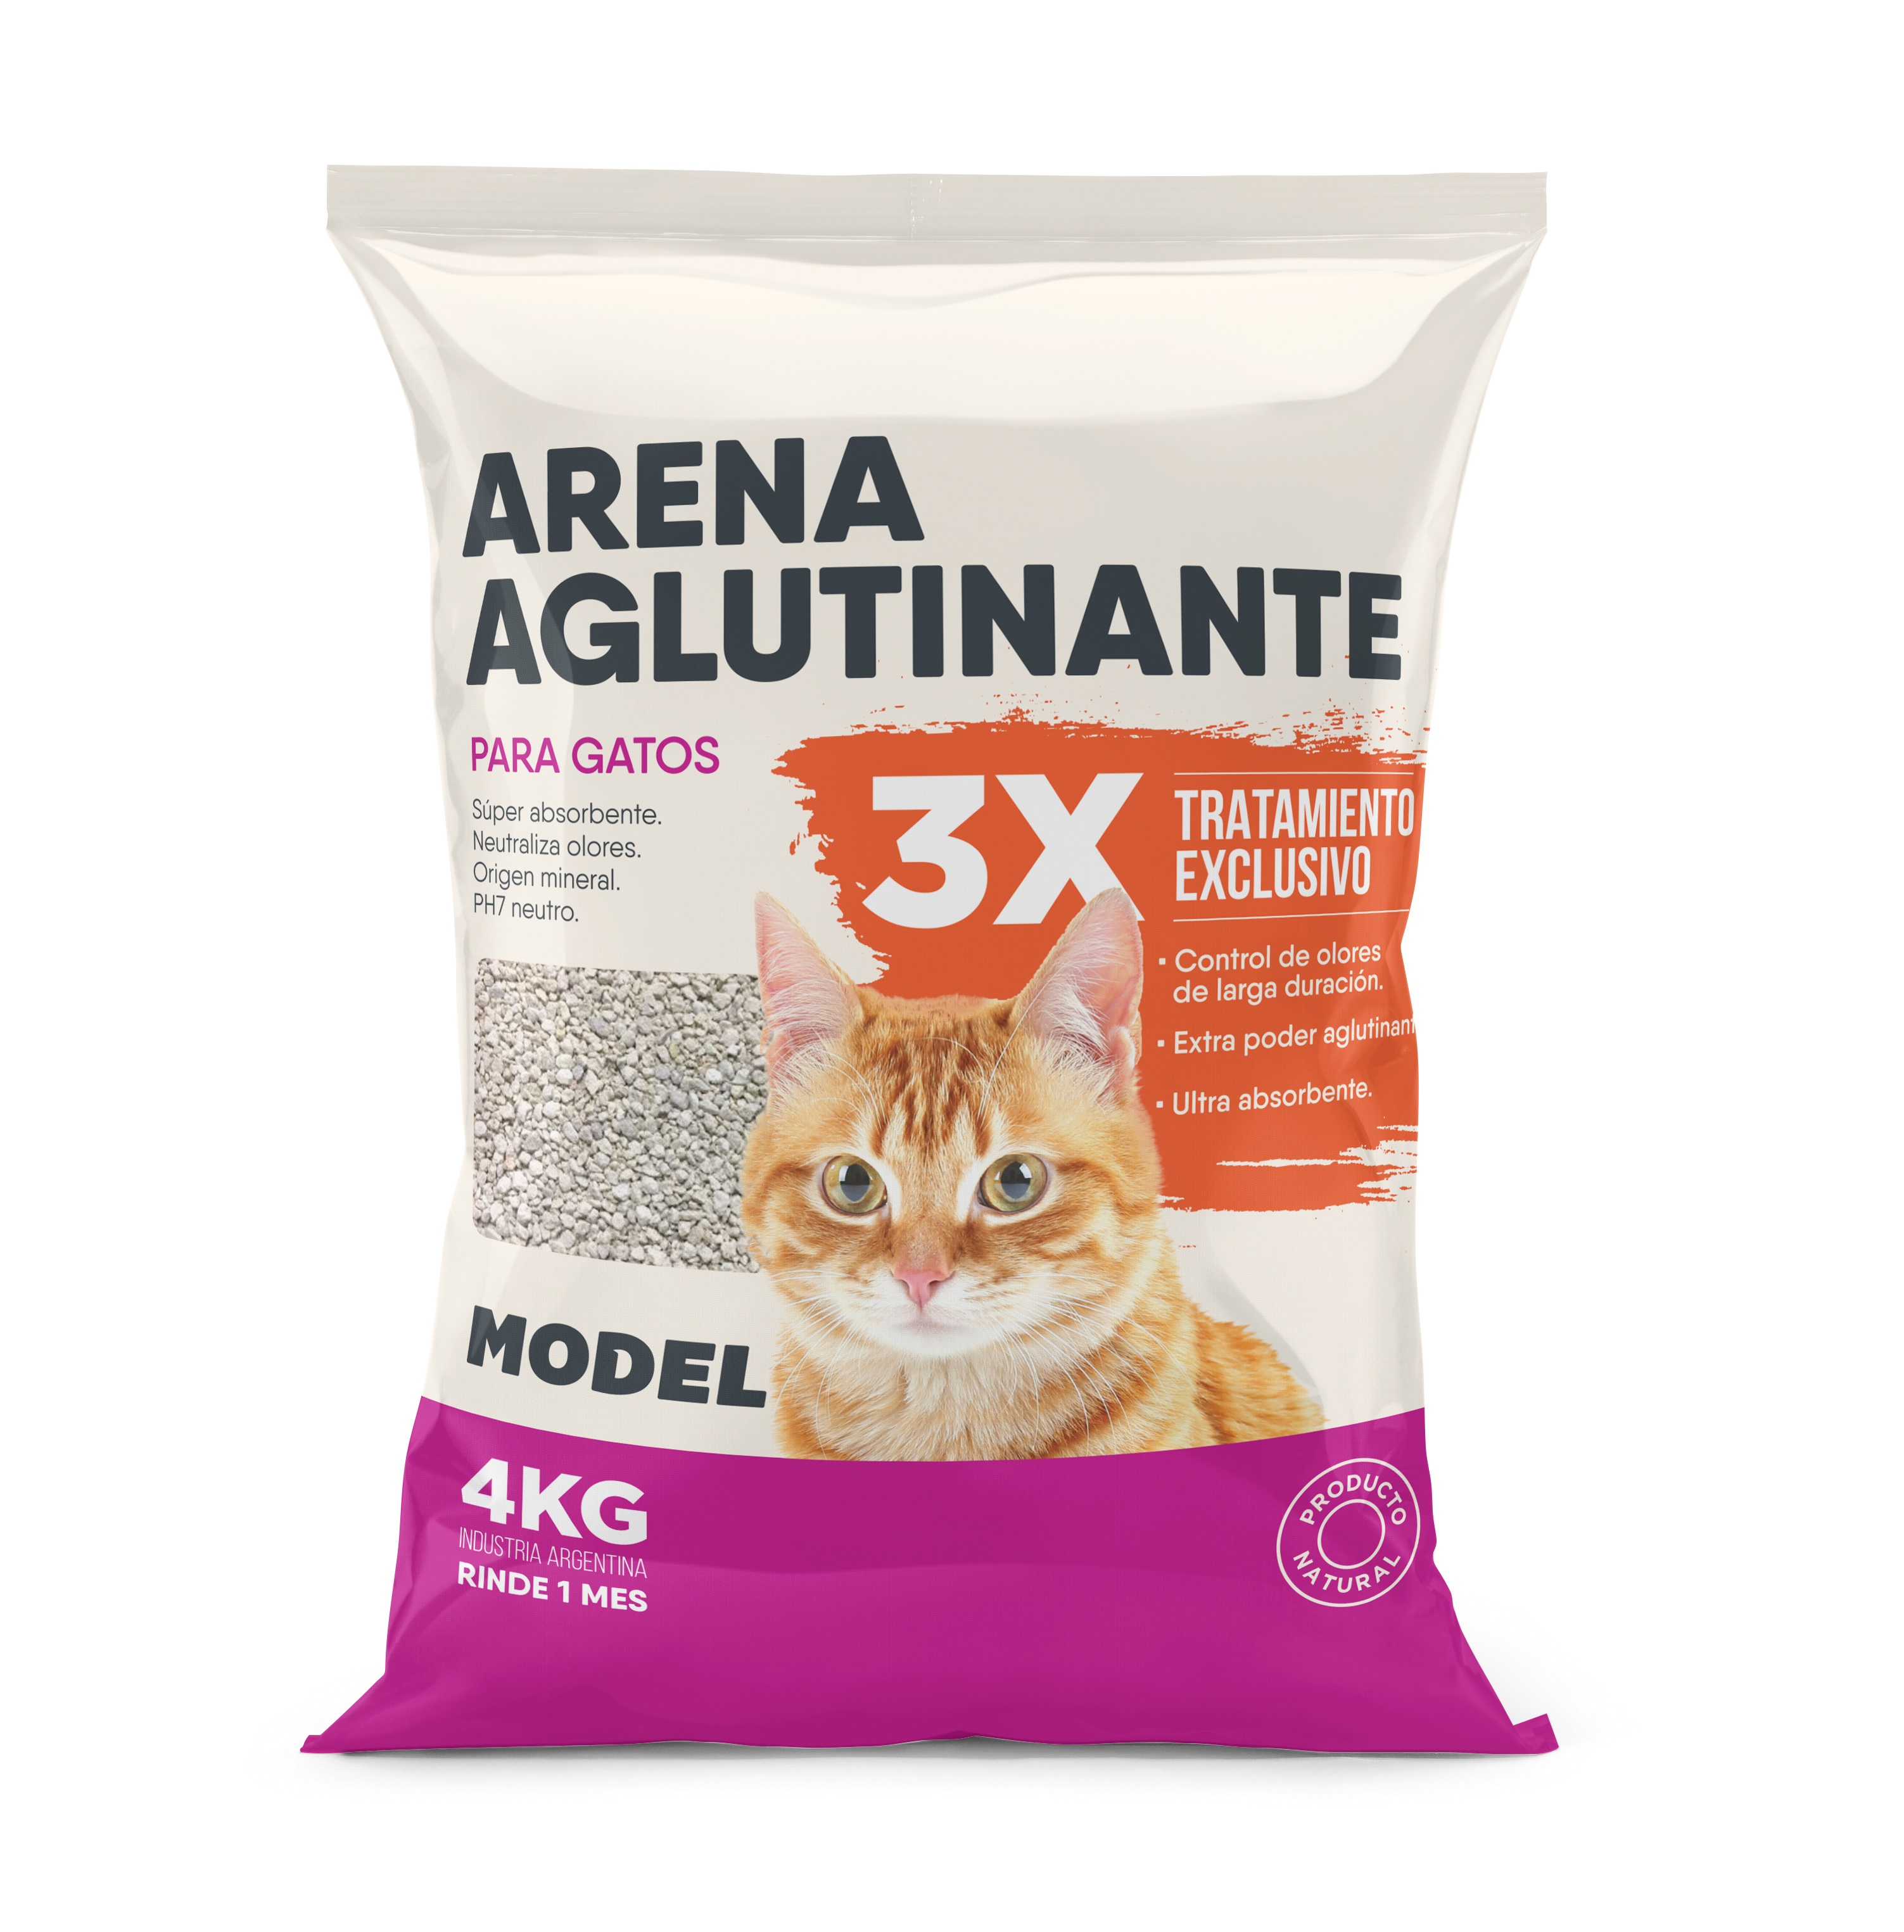 ARENA
AGLUTINANTE
PARA GATOS
Súper absorbente.
Neutraliza olores.
Origen mineral.
PH7 neutro.
3X
TRATAMIENTO
EXCLUSIVO
· Control de olores
de larga duración.
· Extra poder aglutinant
· Ultra absorbente.
MODEL
4KG
INDUSTRIA ARGENTINA
RINDE 1 MES
PRODUCTO
NATURAL